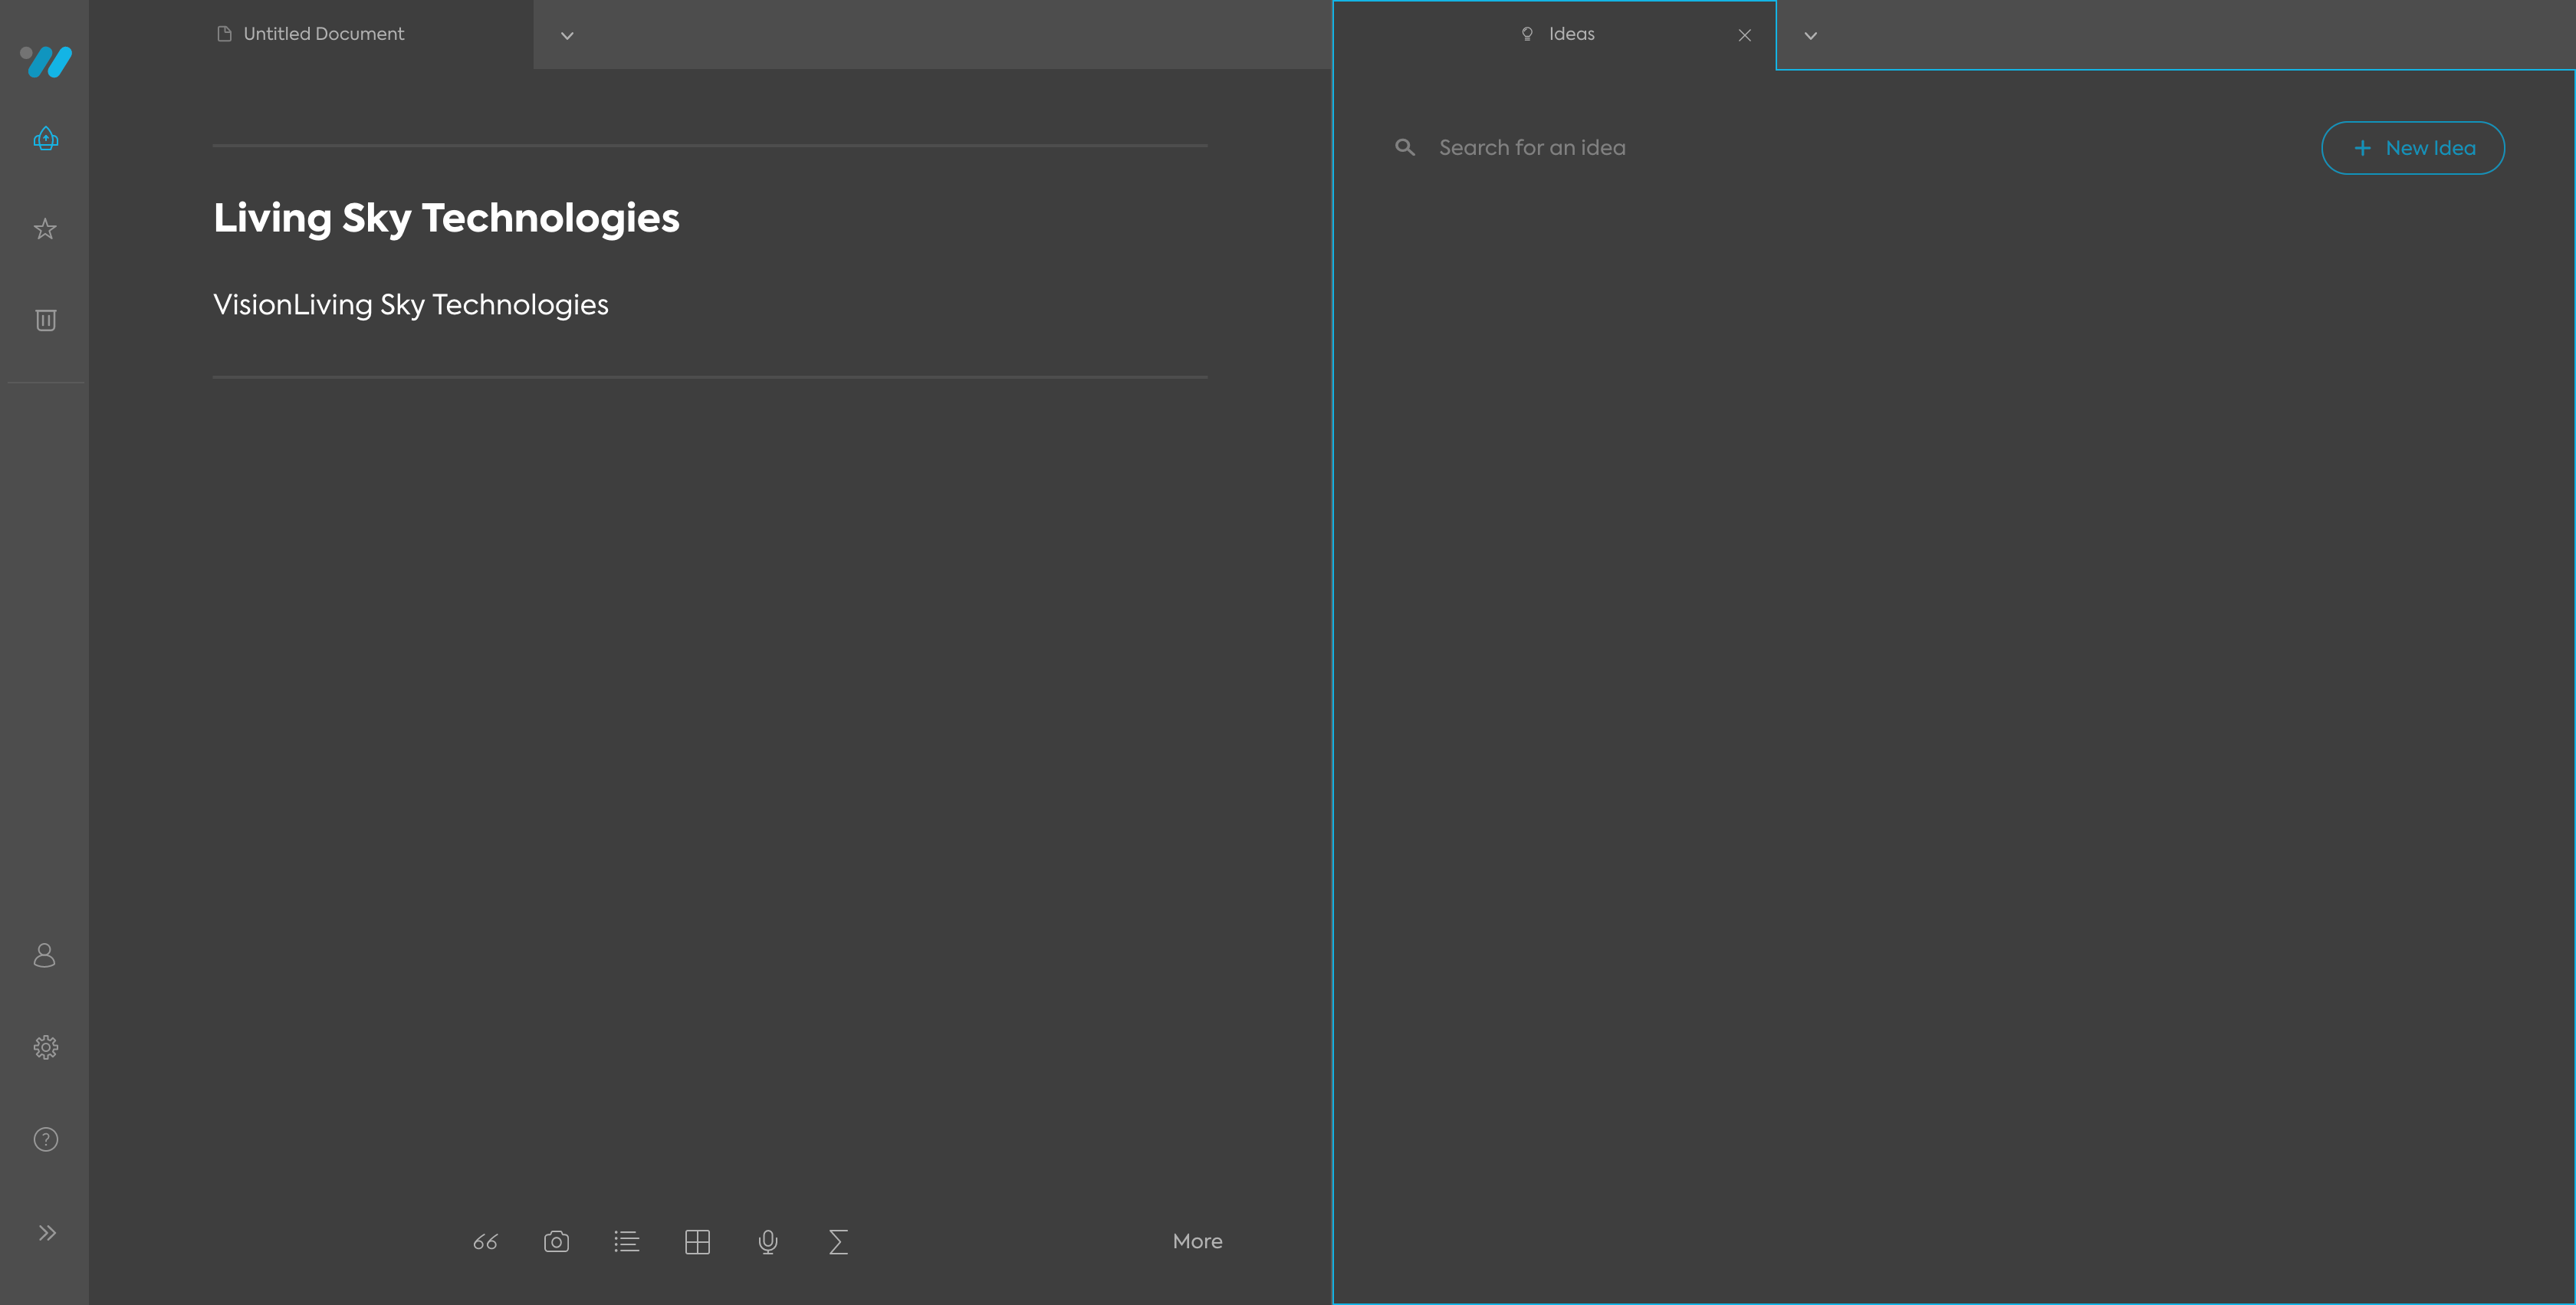 Untitled Document
Ideas
Search for an idea
New Idea
Living Sky Technologies
VisionLiving Sky Technologies
More